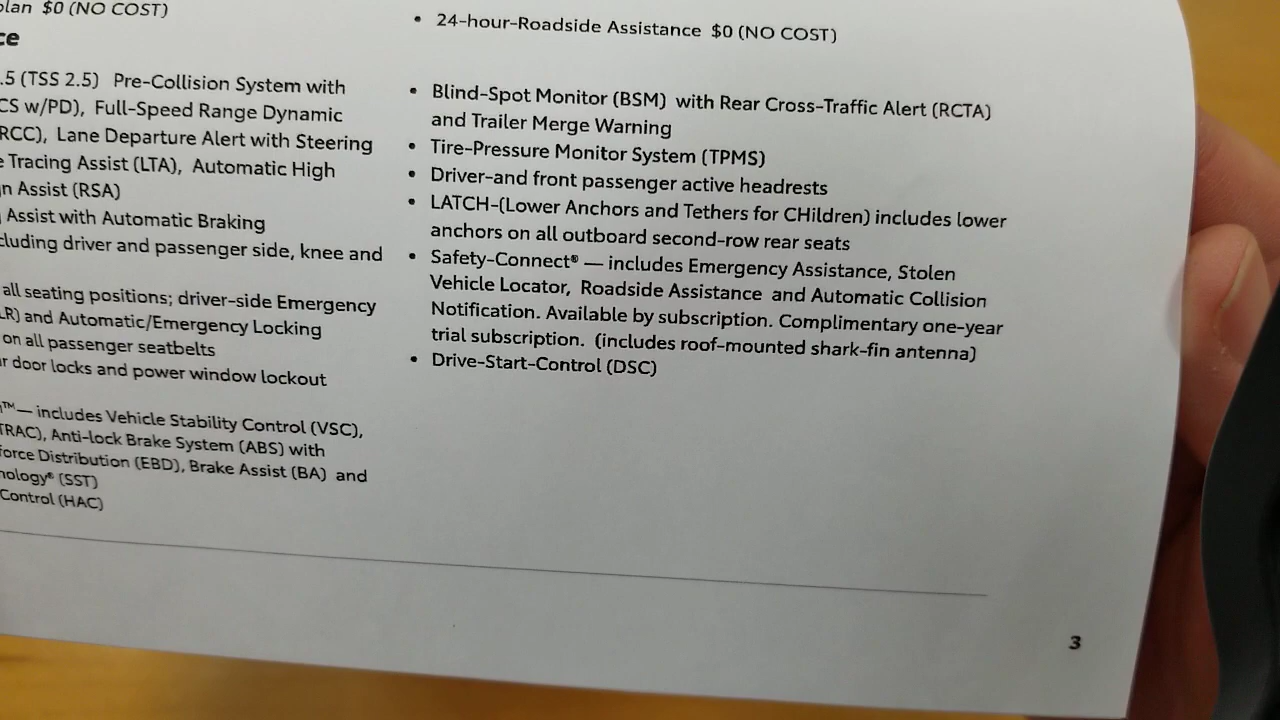 plan $0 (NO COST)
.5 (TSS 2.5) Pre-Collision System with
CS w/PD), Full-Speed Range Dynamic
RCC), Lane Departure Alert with Steering
Tracing Assist (LTA), Automatic High
n Assist (RSA)
Assist with Automatic Braking
cluding driver and passenger side, knee and
all seating positions; driver-side Emergency
LR) and Automatic/Emergency Locking
on all passenger seatbelts
door locks and power window lockout
™— includes Vehicle Stability Control (VSC),
TRAC), Anti-lock Brake System (ABS) with
force Distribution (EBD), Brake Assist (BA) and
nology® (SST)
Control (HAC)
• 24-hour-Roadside Assistance $0 (NO COST)
• Blind-Spot Monitor (BSM) with Rear Cross-Traffic Alert (RCTA)
and Trailer Merge Warning
• Tire-Pressure Monitor System (TPMS)
• Driver-and front passenger active headrests
• LATCH-(Lower Anchors and Tethers for CHildren) includes lower
anchors on all outboard second-row rear seats
• Safety-Connect® — includes Emergency Assistance, Stolen
Vehicle Locator, Roadside Assistance and Automatic Collision
Notification. Available by subscription. Complimentary one-year
trial subscription. (includes roof-mounted shark-fin antenna)
• Drive-Start-Control (DSC)
3